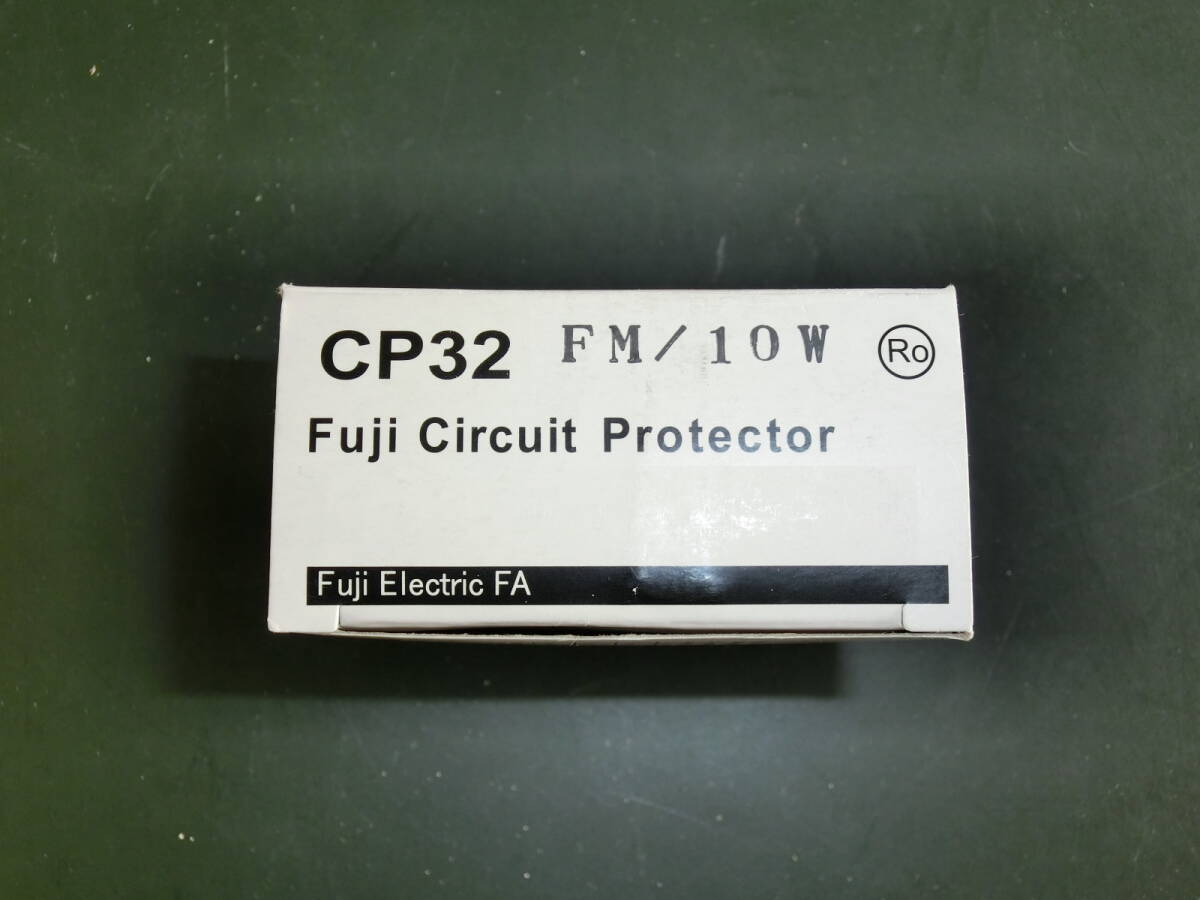 CP32 FM/10W Ro
Fuji Circuit Protector
Fuji Electric FA